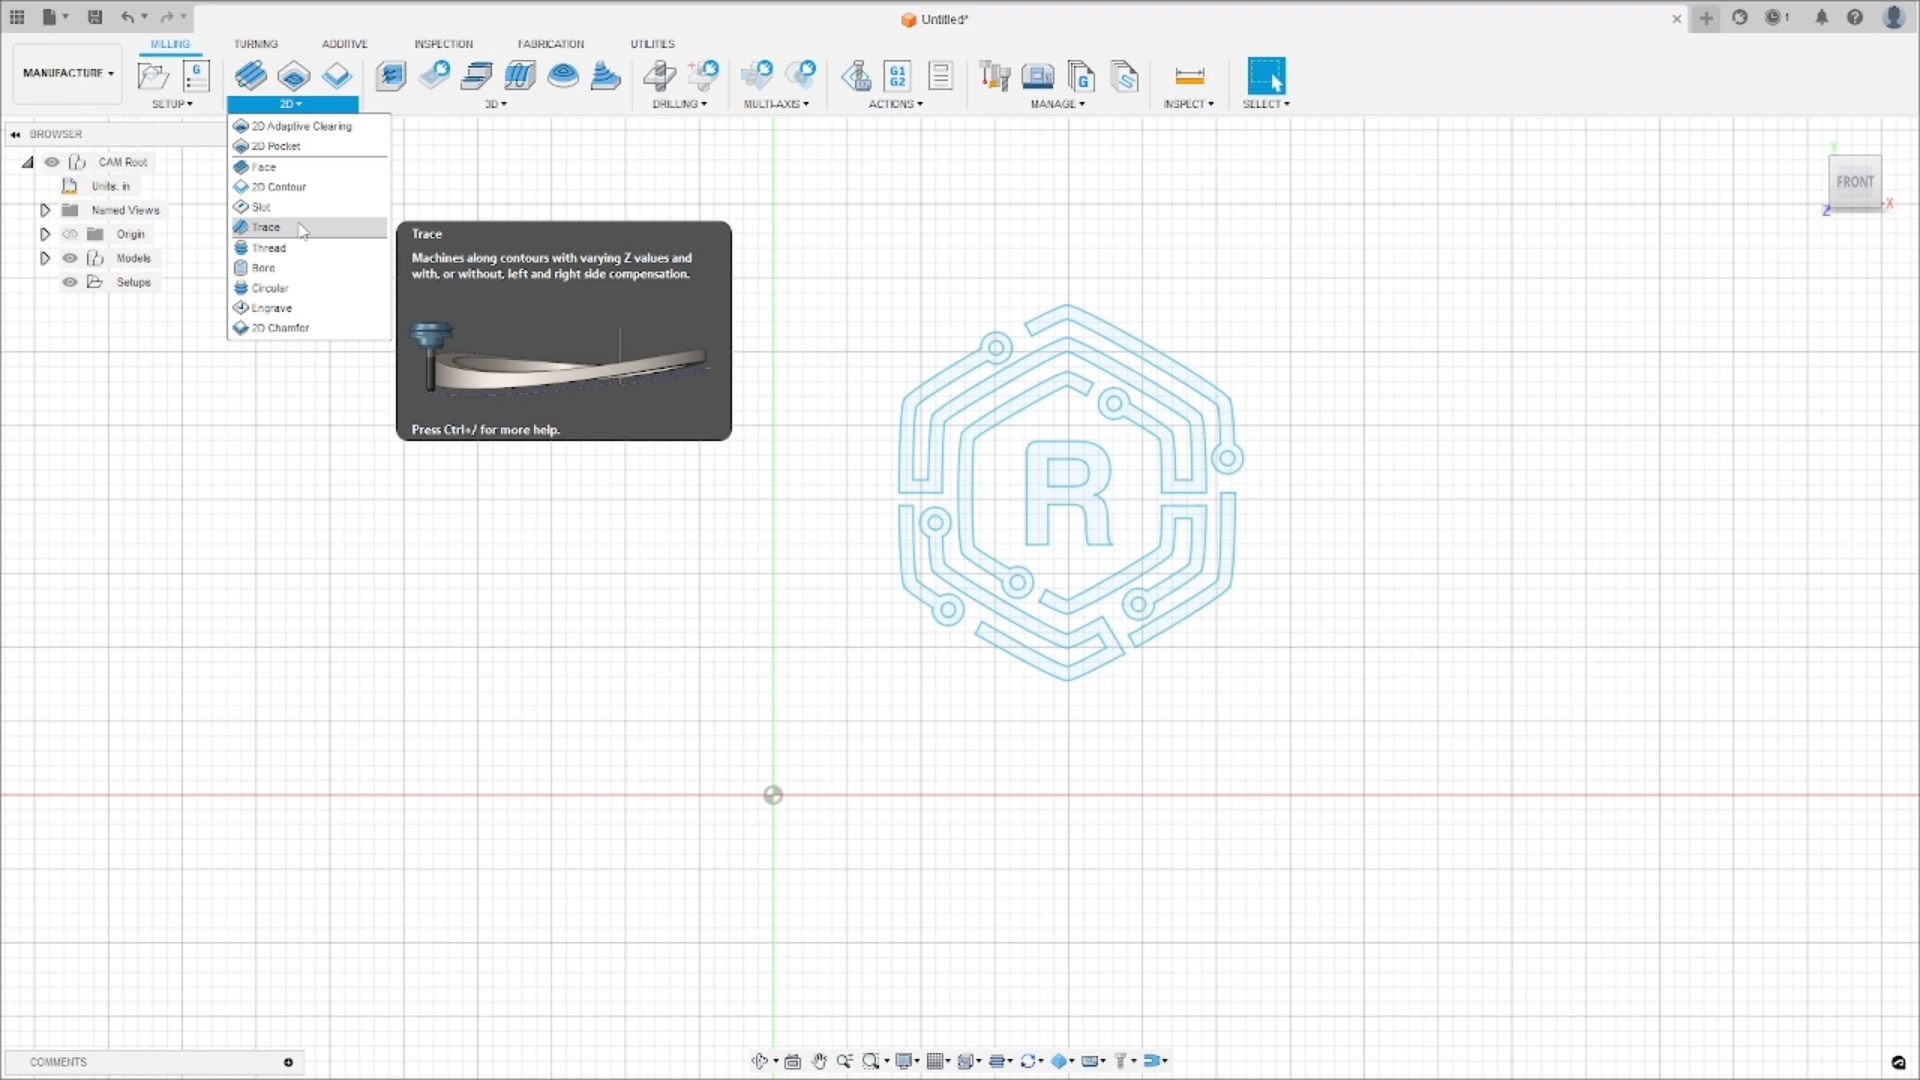 Untitled*
1
MANUFACTURE
MILLING
TURNING
ADDITIVE
INSPECTION
FABRICATION
UTILITIES
G
G1
G2
G
SETUP
2D
3D
DRILLING
MULTI-AXIS
ACTIONS
MANAGE
INSPECT
SELECT
BROWSER
CAM Root
Units: in
Named Views
Origin
Models
Setups
2D Adaptive Clearing
2D Pocket
Face
2D Contour
Slot
Trace
Thread
Bore
Circular
Engrave
2D Chamfer
Trace
Machines along contours with varying Z values and
with, or without, left and right side compensation.
Press Ctrl+/ for more help.
R
Y
FRONT
X
Z
COMMENTS